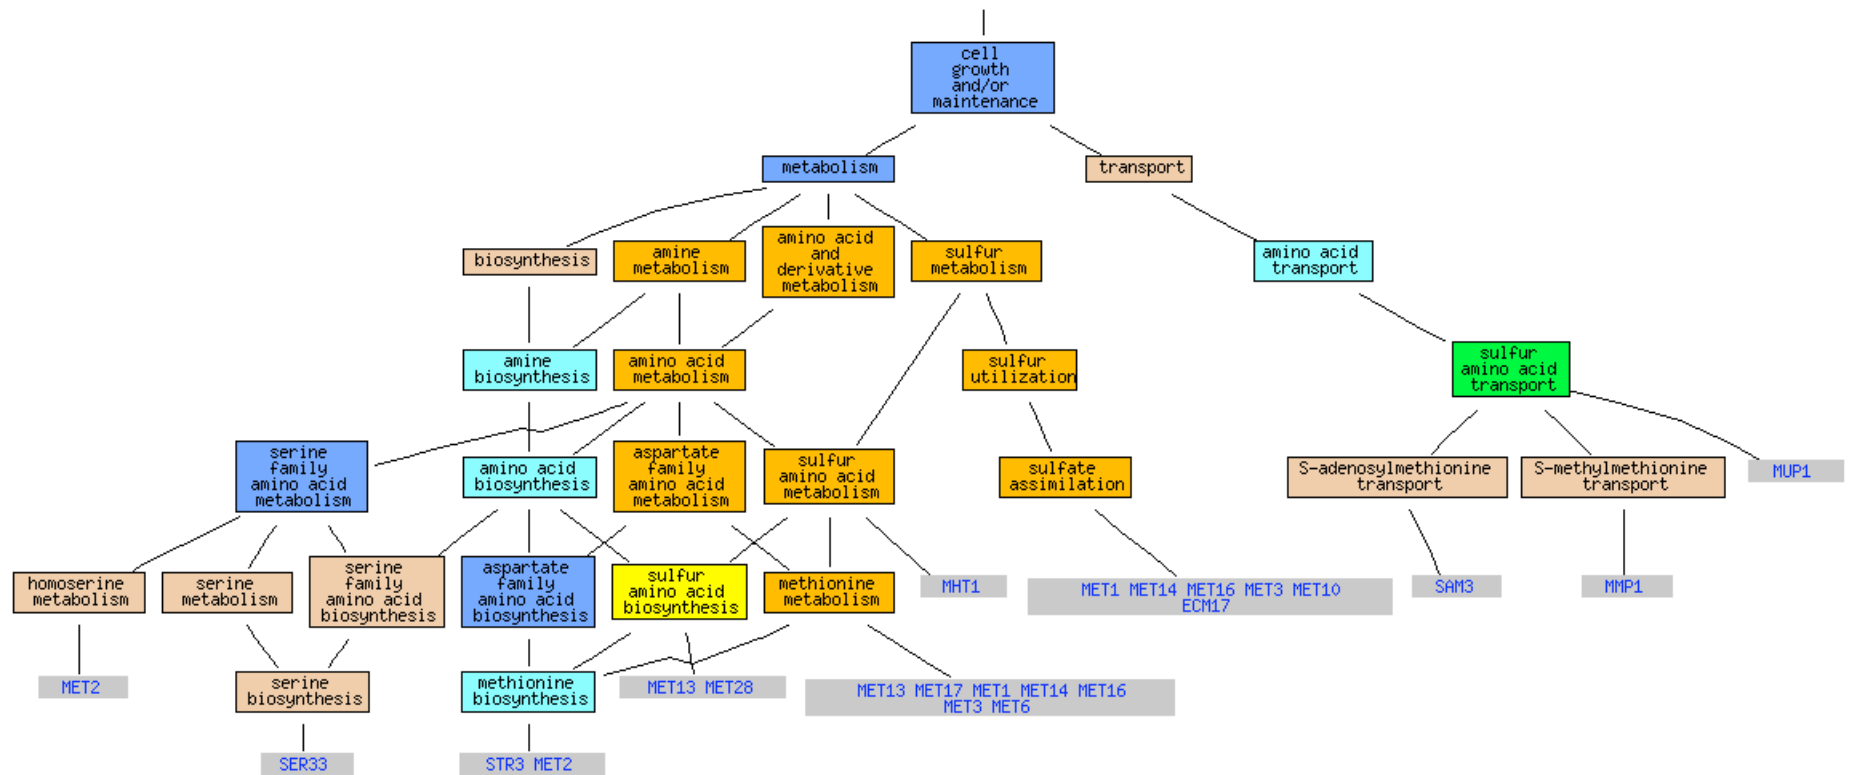 cell
growth
and/or
maintenance
metabolism
transport
biosynthesis
amine
metabolism
amino acid
and
derivative
metabolism
sulfur
metabolism
amino acid
transport
amine
biosynthesis
amino acid
metabolism
sulfur
utilization
sulfur
amino acid
transport
serine
family
amino acid
metabolism
amino acid
biosynthesis
aspartate
family
amino acid
metabolism
sulfur
amino acid
metabolism
sulfate
assimilation
S-adenosylmethionine
transport
S-methylmethionine
transport
MUP1
homoserine
metabolism
serine
metabolism
serine
family
amino acid
biosynthesis
aspartate
family
amino acid
biosynthesis
sulfur
amino acid
biosynthesis
methionine
metabolism
MHT1
MET1 MET14 MET16 MET3 MET10
ECM17
SAM3
MMP1
MET2
serine
biosynthesis
methionine
biosynthesis
MET13 MET28
MET13 MET17 MET1 MET14 MET16
MET3 MET6
SER33
STR3 MET2